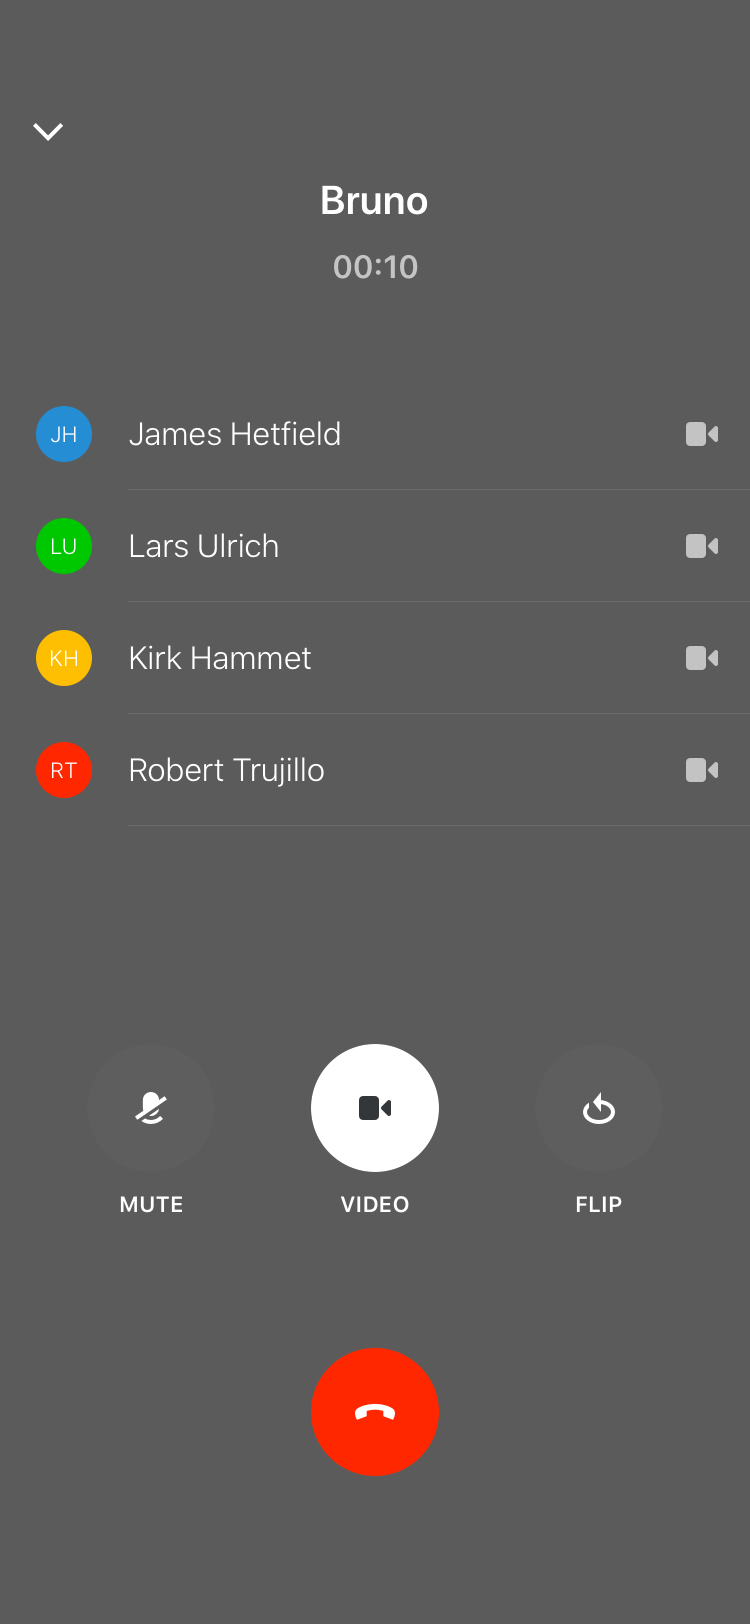 Bruno
00:10
JH James Hetfield
LU Lars Ulrich
KH Kirk Hammet
RT Robert Trujillo
MUTE VIDEO FLIP